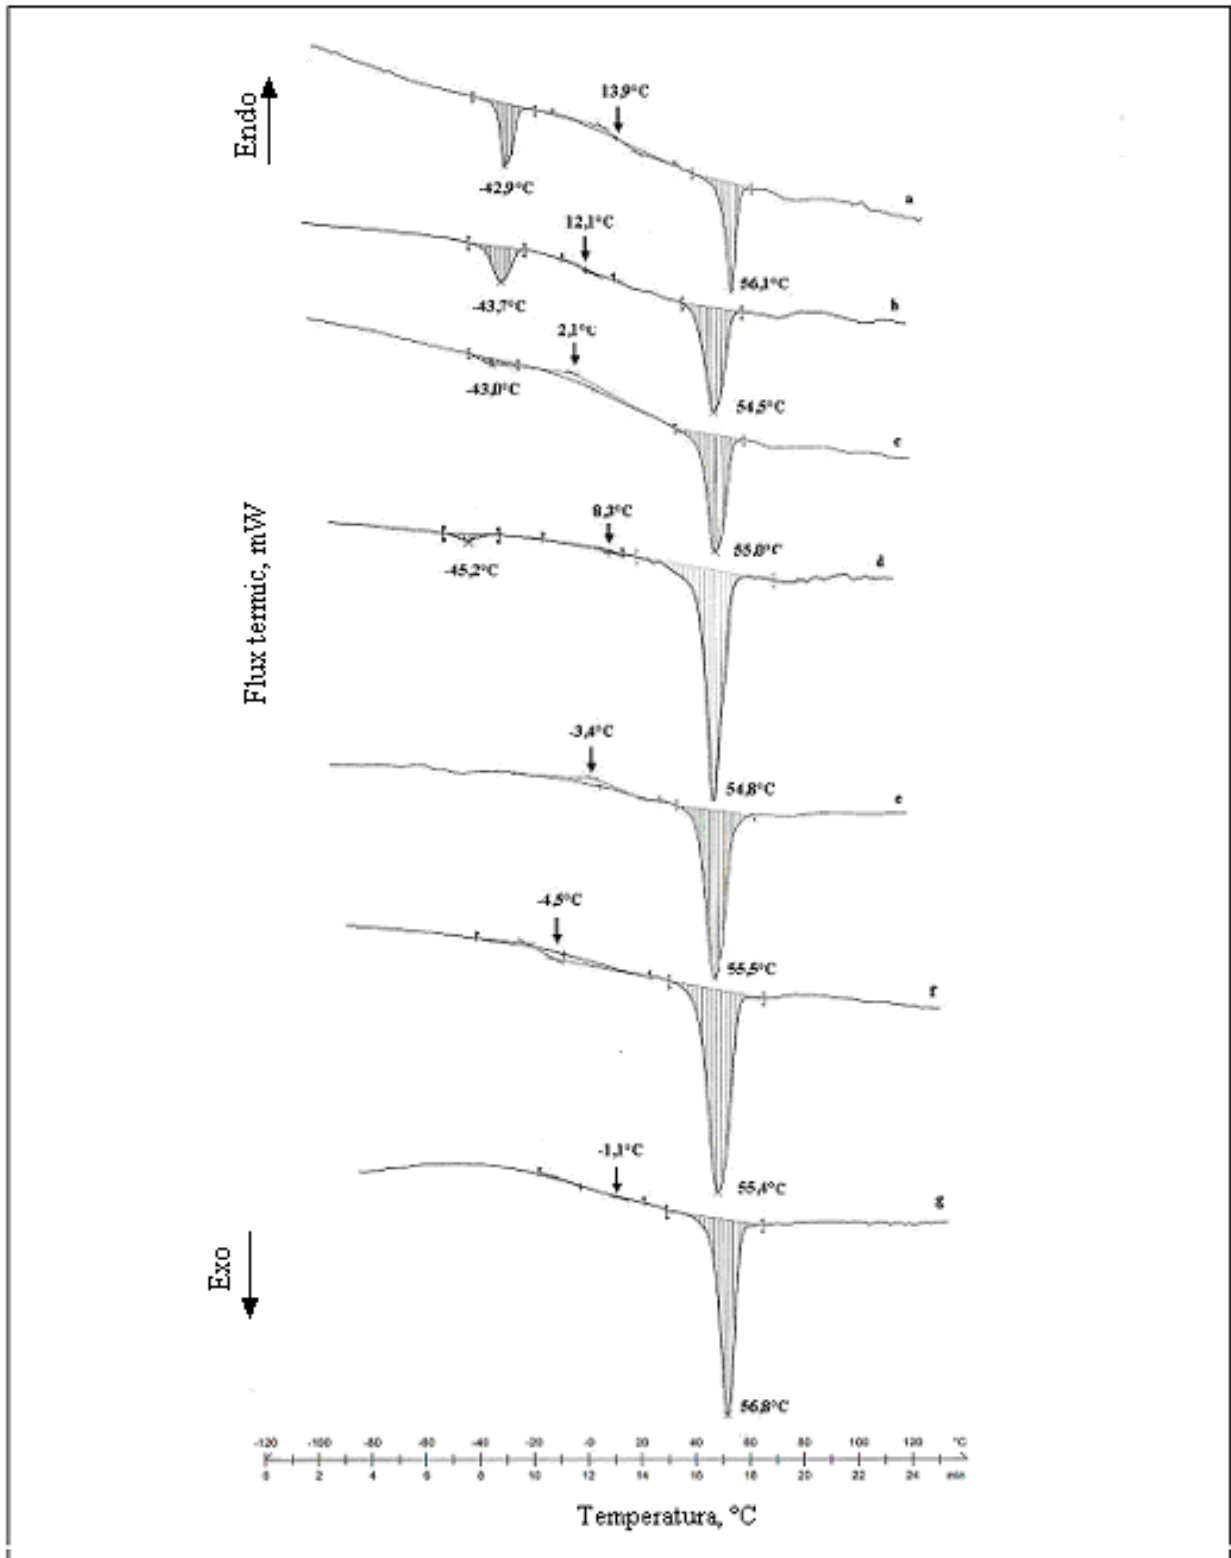 Endo
13,9°C
-42,9°C
a
12,1°C
56,1°C
-43,7°C
b
2,1°C
-43,0°C
54,5°C
c
8,3°C
55,0°C
-45,2°C
d
Flux termic, mW
-3,4°C
54,8°C
e
-4,5°C
55,5°C
f
-1,1°C
55,4°C
g
Exo
56,8°C
-120 -100 -80 -60 -40 -20 -0 20 40 60 80 100 120 °C
0 2 4 6 8 10 12 14 16 18 20 22 24 min
Temperatura, °C